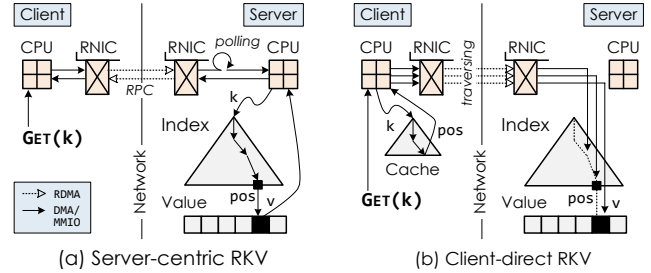 Client
Server
CPU
RNIC
RNIC
polling
CPU
RPC
k
GET(k)
Index
Network
RDMA
DMA/
MMIO
pos
v
Value
(a) Server-centric RKV
Client
Server
CPU
RNIC
RNIC
CPU
traversing
k
pos
Cache
Index
GET(k)
Network
pos
v
Value
(b) Client-direct RKV